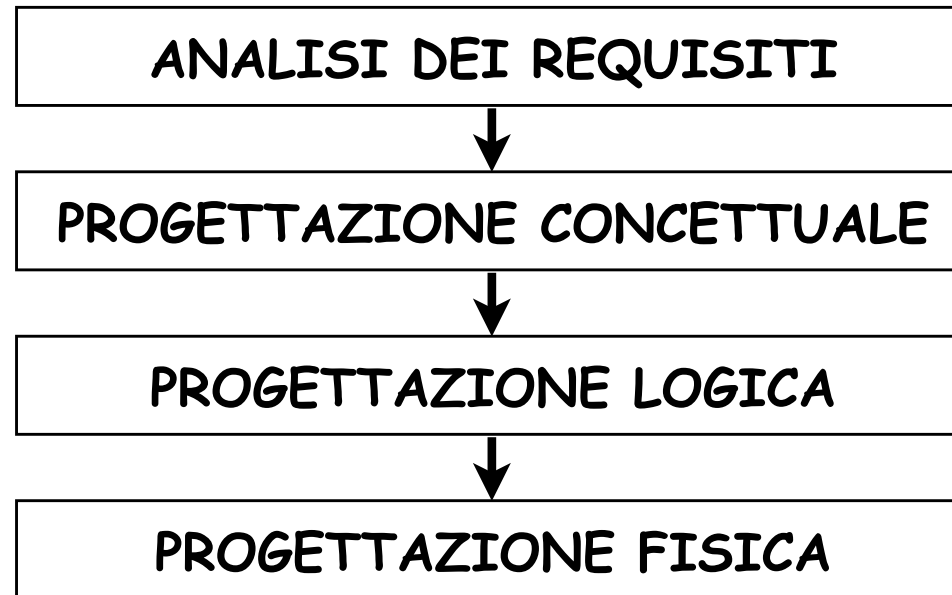 ANALISI DEI REQUISITI
PROGETTAZIONE CONCETTUALE
PROGETTAZIONE LOGICA
PROGETTAZIONE FISICA